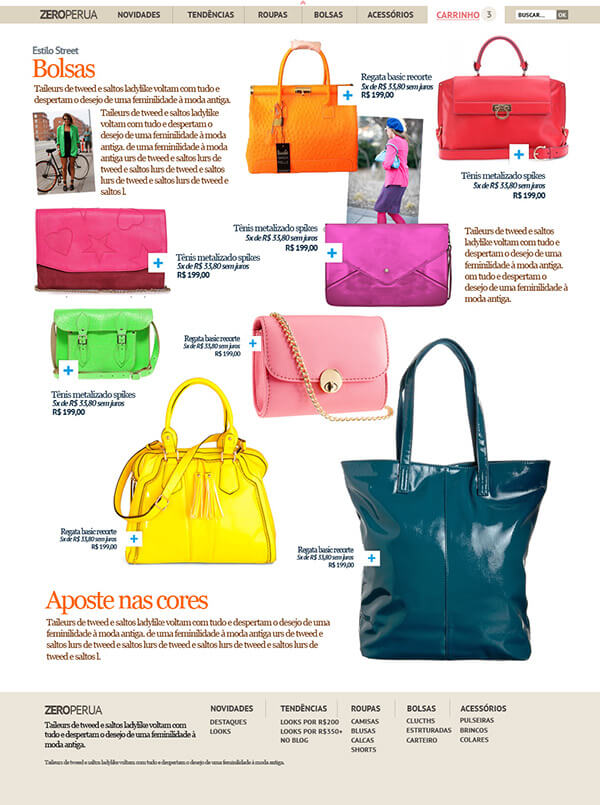 ZEROPERUA
NOVIDADES
TENDÊNCIAS
ROUPAS
BOLSAS
ACESSÓRIOS
CARRINHO 3
BUSCAR... OK
Estilo Street
Bolsas
Tailleurs de tweed e saltos ladylike voltam com tudo e
despertam o desejo de uma feminilidade à moda antiga.
Taileurs de tweed e saltos ladylike
voltam com tudo e despertam o
desejo de uma feminilidade à moda
antiga. de uma feminilidade à moda
antiga urs de tweed e saltos lurs de
tweed e saltos lurs de tweed e saltos
lurs de tweed e saltos lurs de tweed e
saltos l.
Regata basic recorte
5x de R$ 33,80 sem juros
R$ 199,00
Tênis metalizado spikes
5x de R$ 33,80 sem juros
R$ 199,00
Tênis metalizado spikes
5x de R$ 33,80 sem juros
R$ 199,00
Tênis metalizado spikes
5x de R$ 33,80 sem juros
R$ 199,00
Taileurs de tweed e saltos
ladylike voltam com tudo e
despertam o desejo de uma
feminilidade à moda antiga.
om tudo e despertam o
desejo de uma feminilidade
à moda antiga.
Regata basic recorte
5x de R$ 33,80 sem juros
R$ 199,00
Tênis metalizado spikes
5x de R$ 33,80 sem juros
R$ 199,00
Regata basic recorte
5x de R$ 33,80 sem juros
R$ 199,00
Regata basic recorte
5x de R$ 33,80 sem juros
R$ 199,00
Aposte nas cores
Taileurs de tweed e saltos ladylike voltam com tudo e despertam o desejo de uma
feminilidade à moda antiga. de uma feminilidade à moda antiga urs de tweed e
saltos lurs de tweed e saltos lurs de tweed e saltos lurs de tweed e saltos lurs de
tweed e saltos l.
ZEROPERUA
Taileurs de tweed e saltos ladylike voltam com
tudo e despertam o desejo de uma feminilidade à
moda antiga.
Taileurs de tweed e saltos ladylike voltam com tudo e despertam o desejo de uma feminilidade à moda antiga.
NOVIDADES
DESTAQUES
LOOKS
TENDÊNCIAS
LOOKS POR R$200
LOOKS POR R$350+
NO BLOG
ROUPAS
CAMISAS
BLUSAS
CALCAS
SHORTS
BOLSAS
CLUCTHS
ESTRTURADAS
CARTEIRO
ACESSÓRIOS
PULSEIRAS
BRINCOS
COLARES